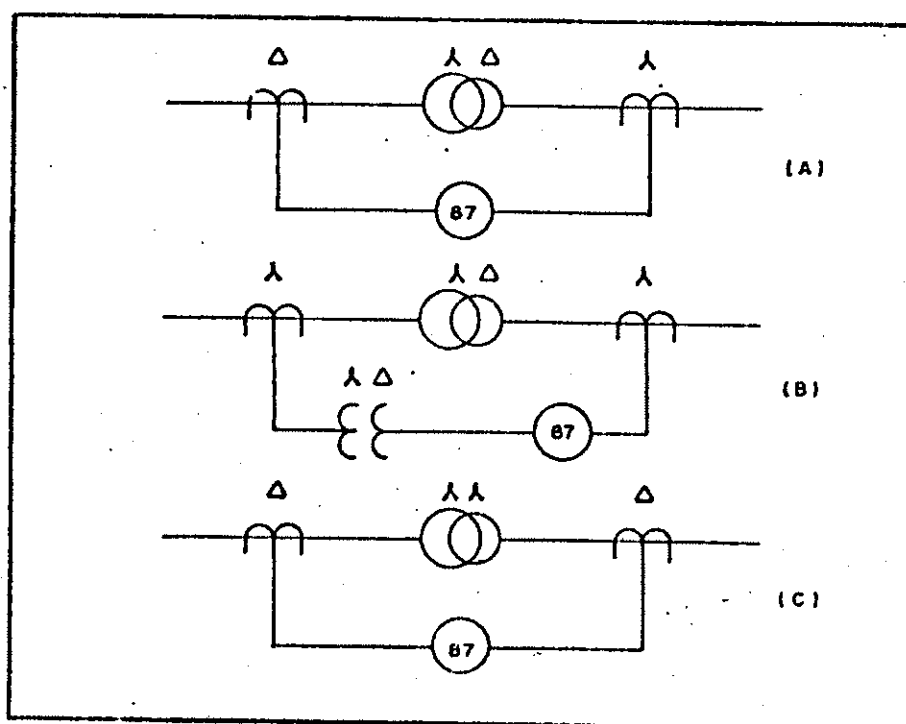 Δ ⅄ Δ ⅄
87
(A)
⅄ ⅄ Δ ⅄
⅄ Δ
87
(B)
Δ ⅄ ⅄ Δ
87
(C)